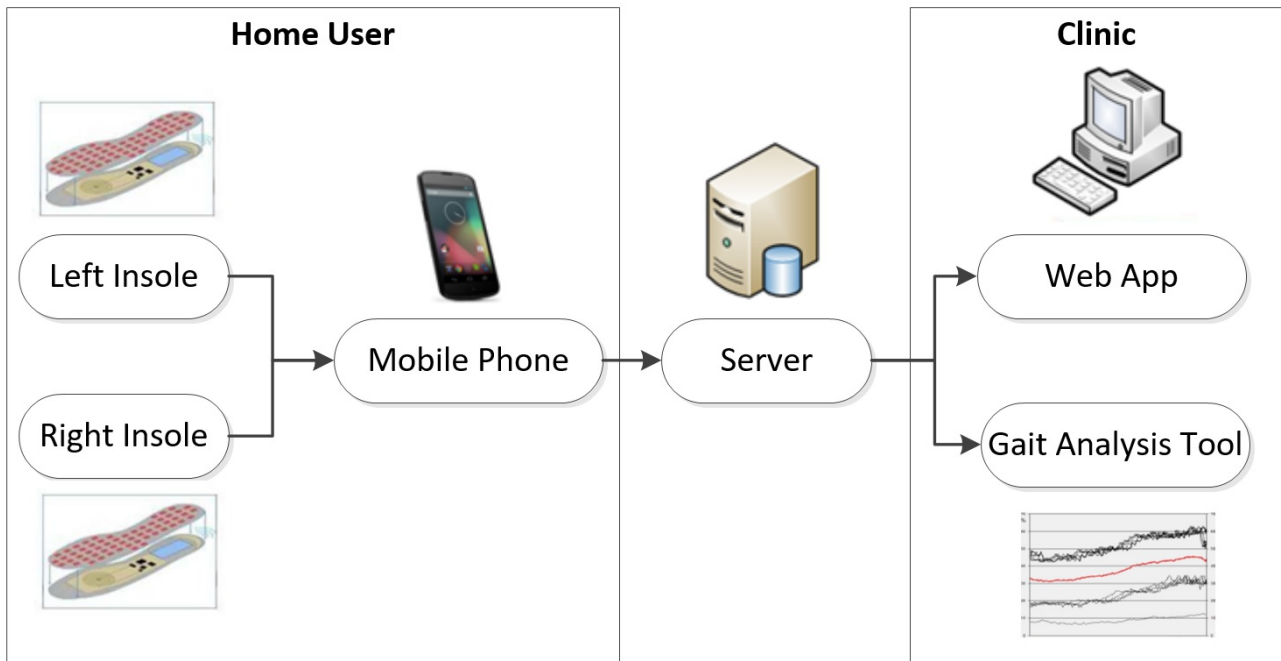 Home User
Clinic
Left Insole
Web App
Mobile Phone
Server
Right Insole
Gait Analysis Tool